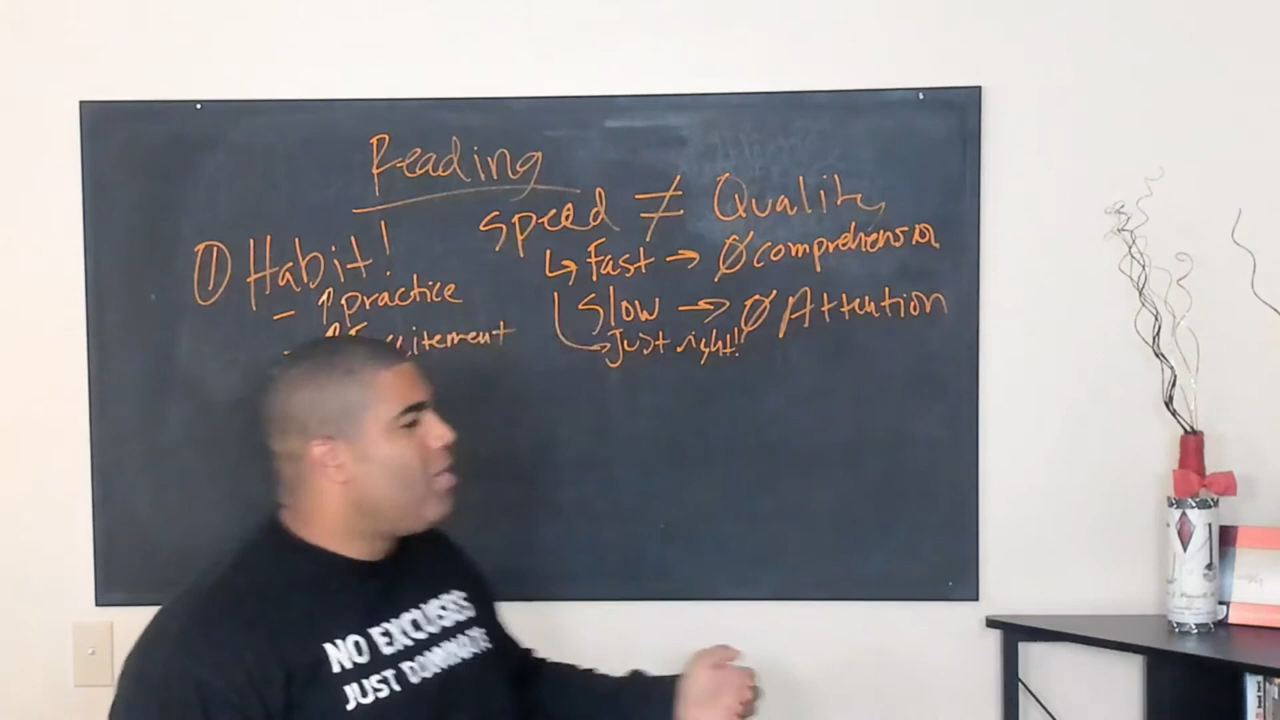 Reading
speed ≠ Quality
① Habit!
↳ Fast → ∅ comprehension
- ↑ practice
Slow → ∅ Attention
Just right!
NO EXCUSES
JUST DOMINATE